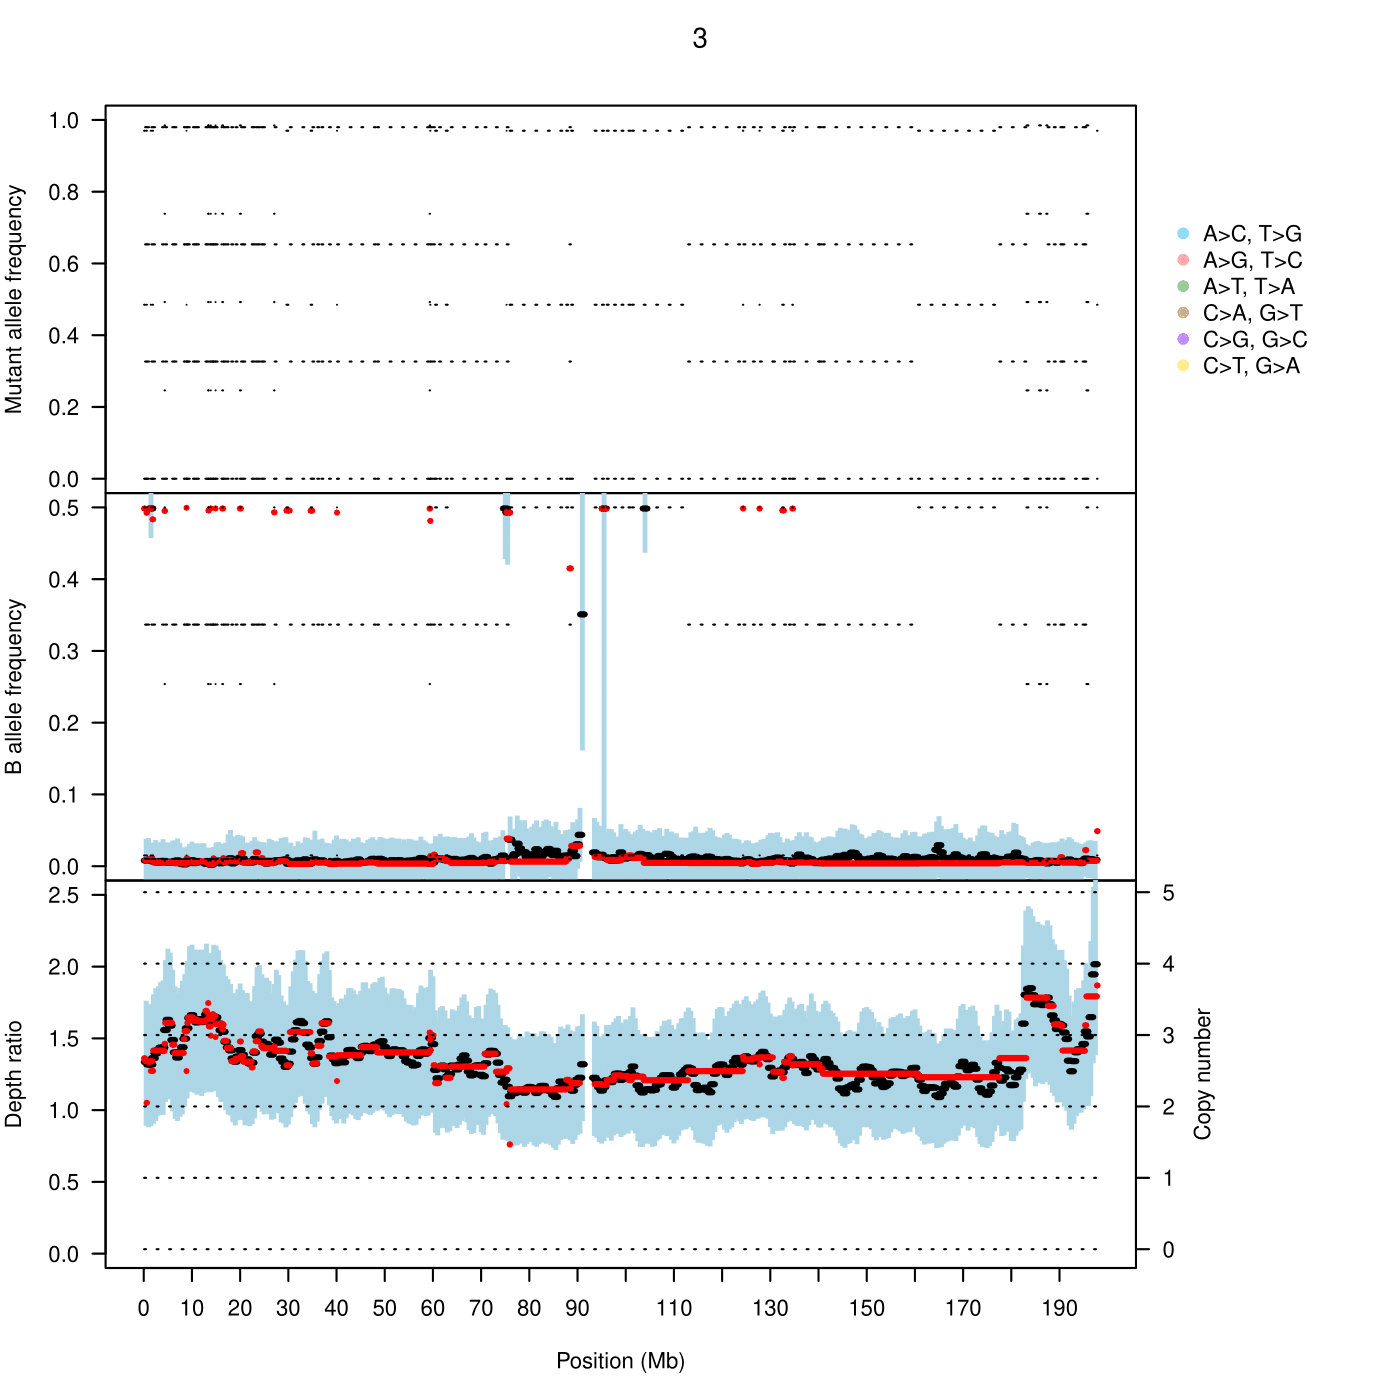 3
Mutant allele frequency
1.0
0.8
0.6
0.4
0.2
0.0
A>C, T>G
A>G, T>C
A>T, T>A
C>A, G>T
C>G, G>C
C>T, G>A
B allele frequency
0.5
0.4
0.3
0.2
0.1
0.0
Depth ratio
2.5
2.0
1.5
1.0
0.5
0.0
5
4
3
2
1
0
Copy number
0 10 20 30 40 50 60 70 80 90 110 130 150 170 190
Position (Mb)